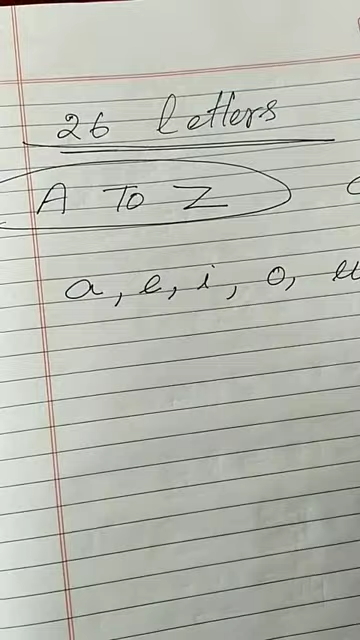 26 letters
A To Z
a, e, i, o, u